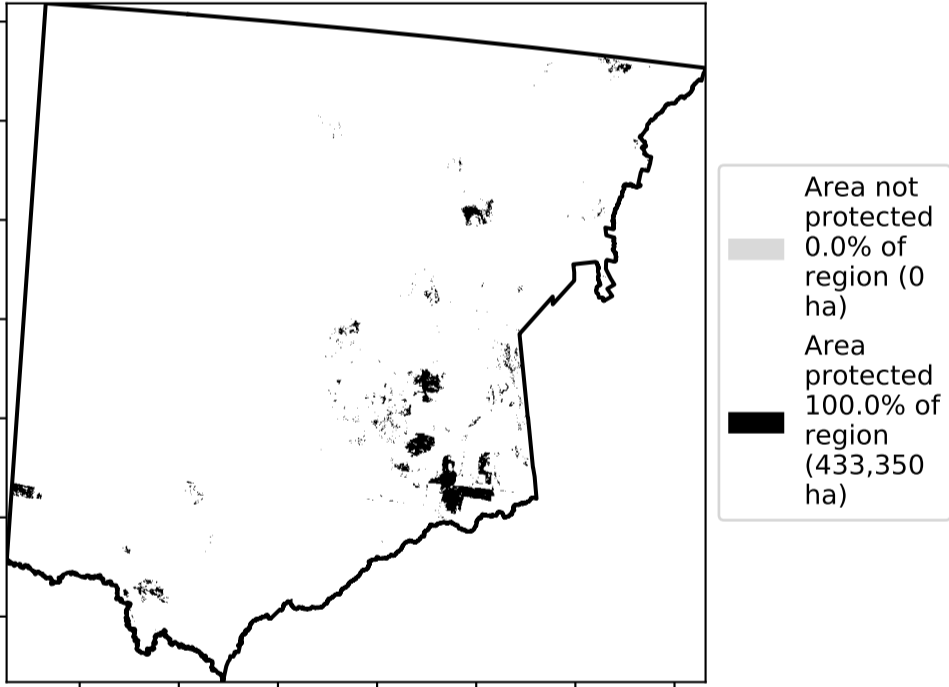 Area not
protected
0.0% of
region (0
ha)
Area
protected
100.0% of
region
(433,350
ha)